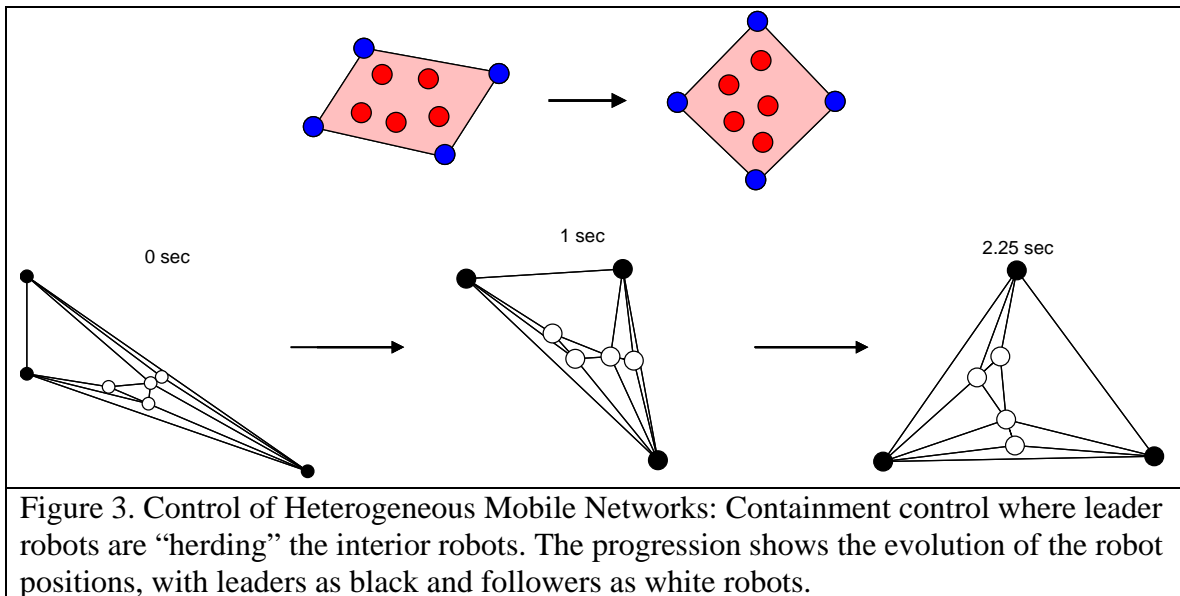 0 sec
1 sec
2.25 sec
Figure 3. Control of Heterogeneous Mobile Networks: Containment control where leader
robots are “herding” the interior robots. The progression shows the evolution of the robot
positions, with leaders as black and followers as white robots.